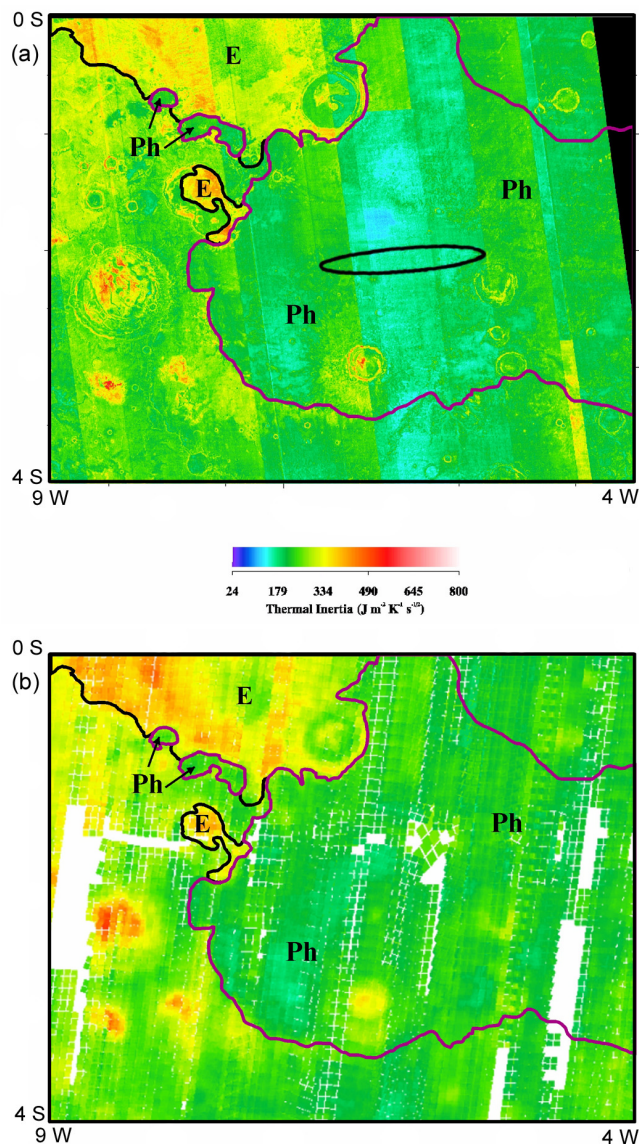 0 S
(a)
E
Ph
E
Ph
Ph
4 S
9 W
4 W
24 179 334 490 645 800
Thermal Inertia (J m⁻² K⁻¹ s⁻¹ᐟ²)
0 S
(b)
E
Ph
E
Ph
Ph
4 S
9 W
4 W